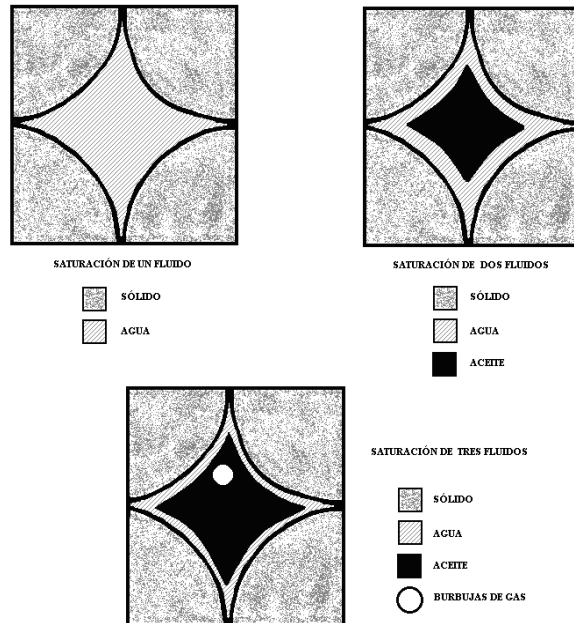 SATURACIÓN DE UN FLUIDO
SÓLIDO
AGUA
SATURACIÓN DE DOS FLUIDOS
SÓLIDO
AGUA
ACEITE
SATURACIÓN DE TRES FLUIDOS
SÓLIDO
AGUA
ACEITE
BURBUJAS DE GAS